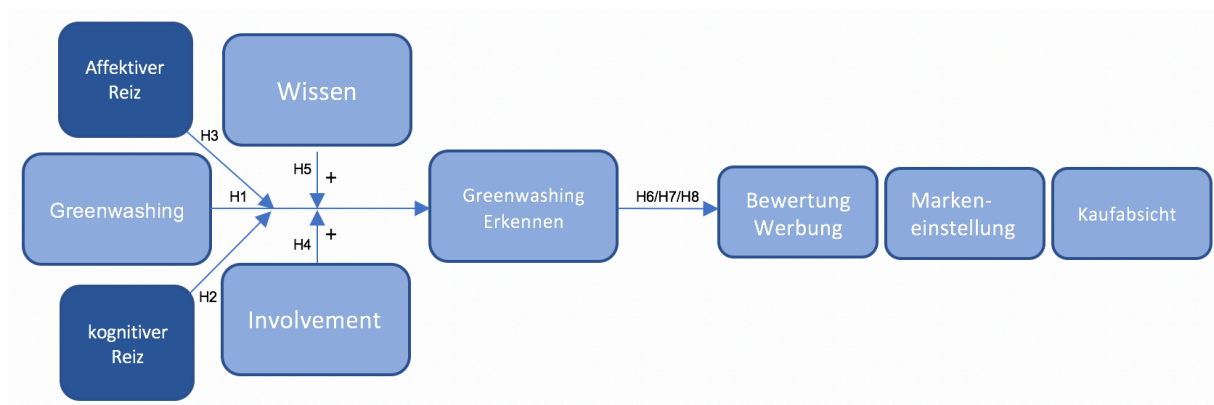 Affektiver
Reiz
Wissen
H3
H5
+
Greenwashing
H1
Greenwashing
Erkennen
H6/H7/H8
Bewertung
Werbung
Marken-
einstellung
Kaufabsicht
+
H4
H2
kognitiver
Reiz
Involvement